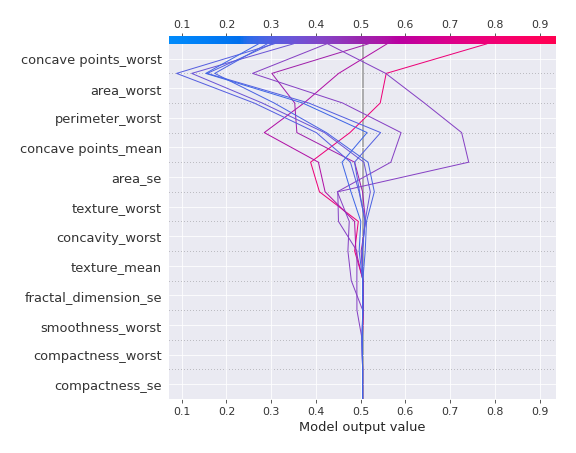 0.1 0.2 0.3 0.4 0.5 0.6 0.7 0.8 0.9
concave points_worst
area_worst
perimeter_worst
concave points_mean
area_se
texture_worst
concavity_worst
texture_mean
fractal_dimension_se
smoothness_worst
compactness_worst
compactness_se
0.1 0.2 0.3 0.4 0.5 0.6 0.7 0.8 0.9
Model output value